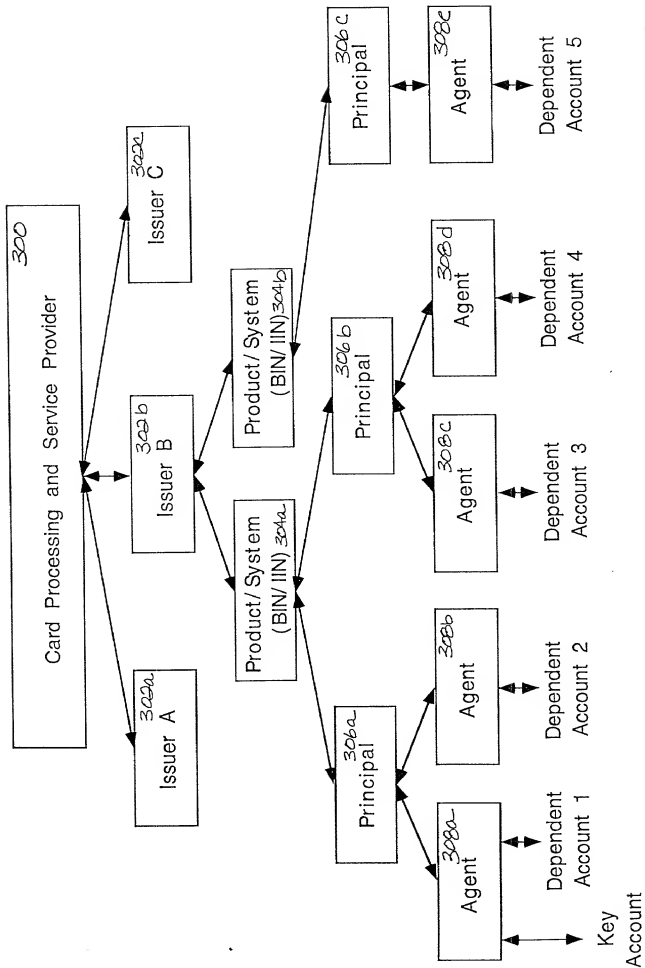 300
Card Processing and Service Provider
302a
Issuer A
302b
Issuer B
302c
Issuer C
Product/System
(BIN/IIN) 304a
Product/System
(BIN/IIN) 304b
306a
Principal
306b
Principal
306c
Principal
308a
Agent
308b
Agent
308c
Agent
308d
Agent
308e
Agent
Key
Account
Dependent
Account 1
Dependent
Account 2
Dependent
Account 3
Dependent
Account 4
Dependent
Account 5